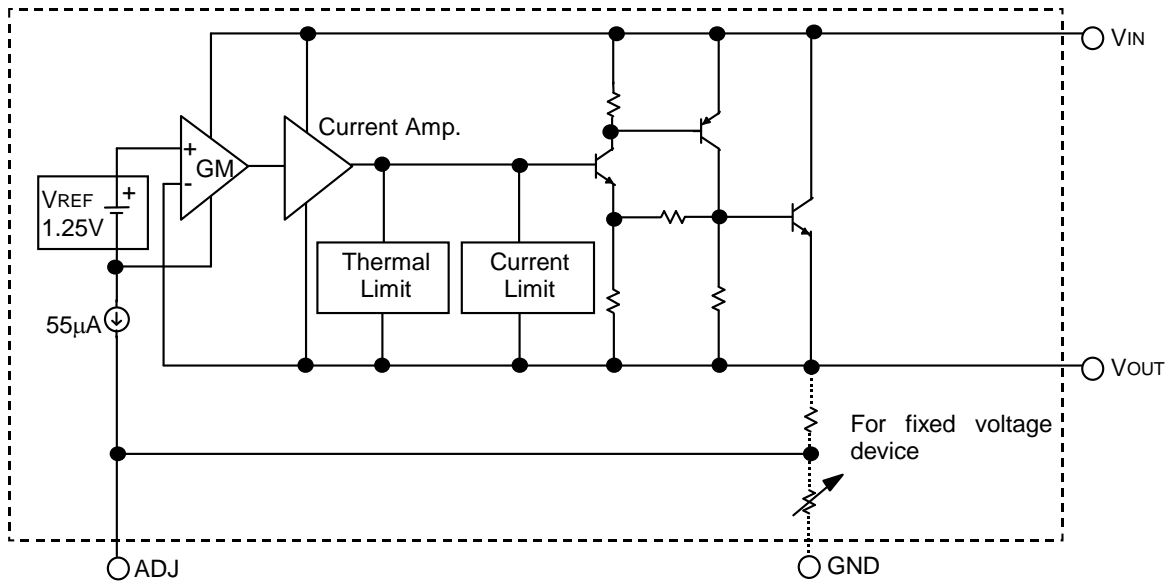 VIN
Current Amp.
+
GM
-
VREF
+
1.25V
Thermal
Limit
Current
Limit
55μA
VOUT
For fixed voltage
device
ADJ
GND